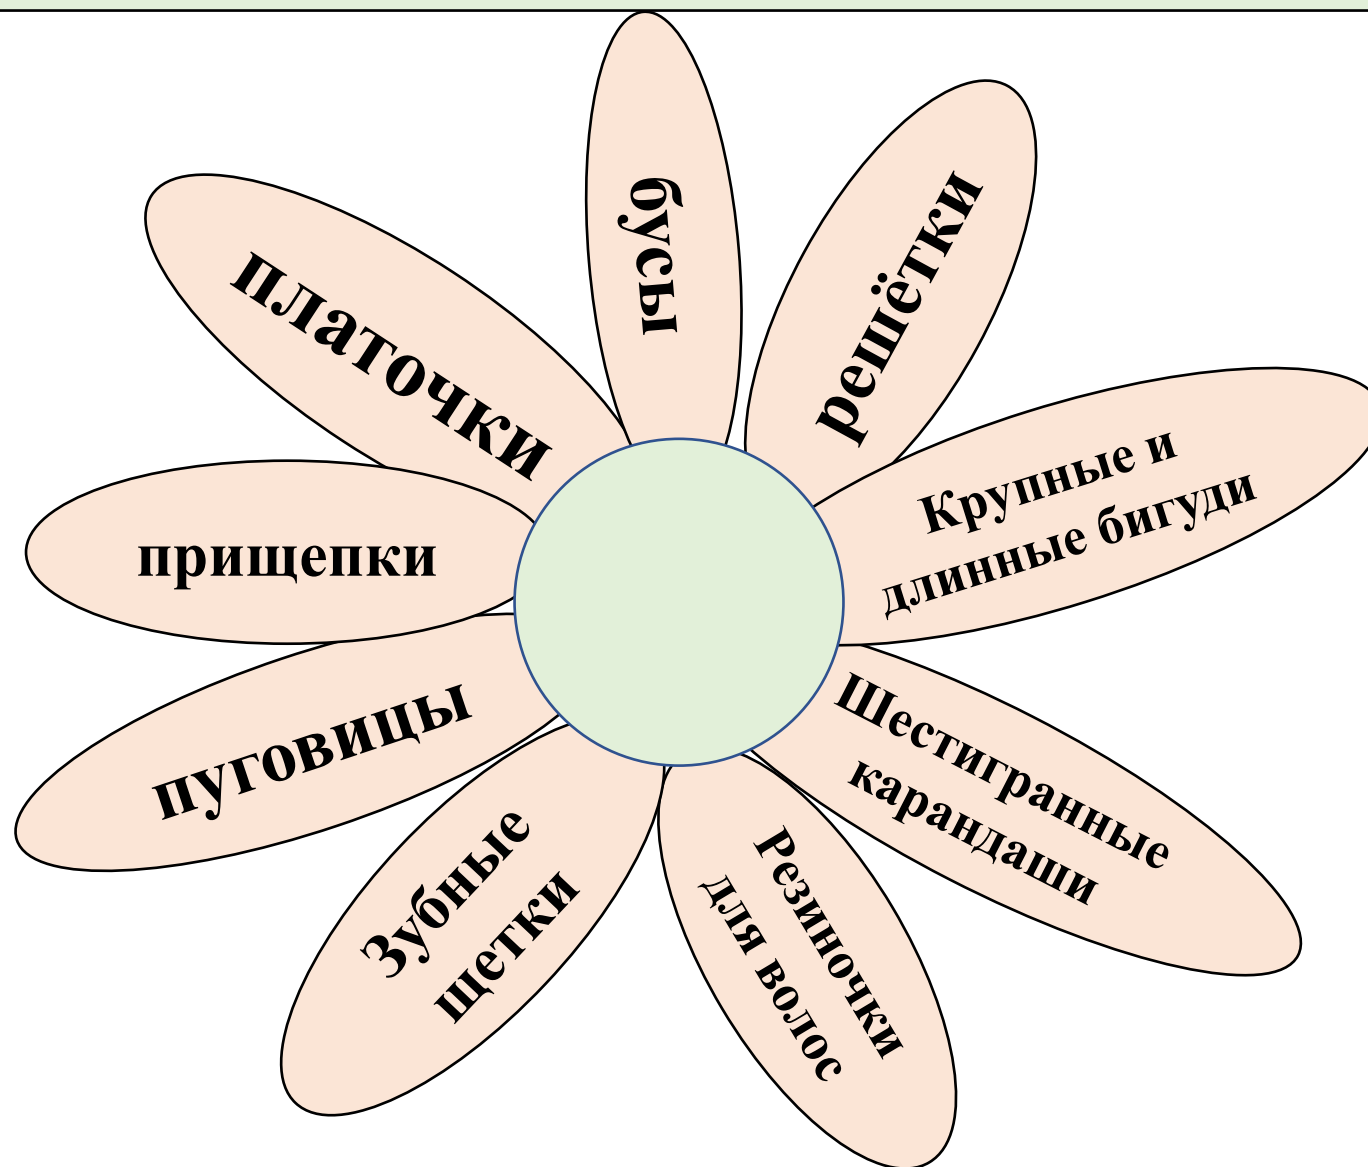 бусы
решётки
Крупные и
длинные бигуди
Шестигранные
карандаши
Резиночки
для волос
Зубные
щетки
пуговицы
прищепки
платочки